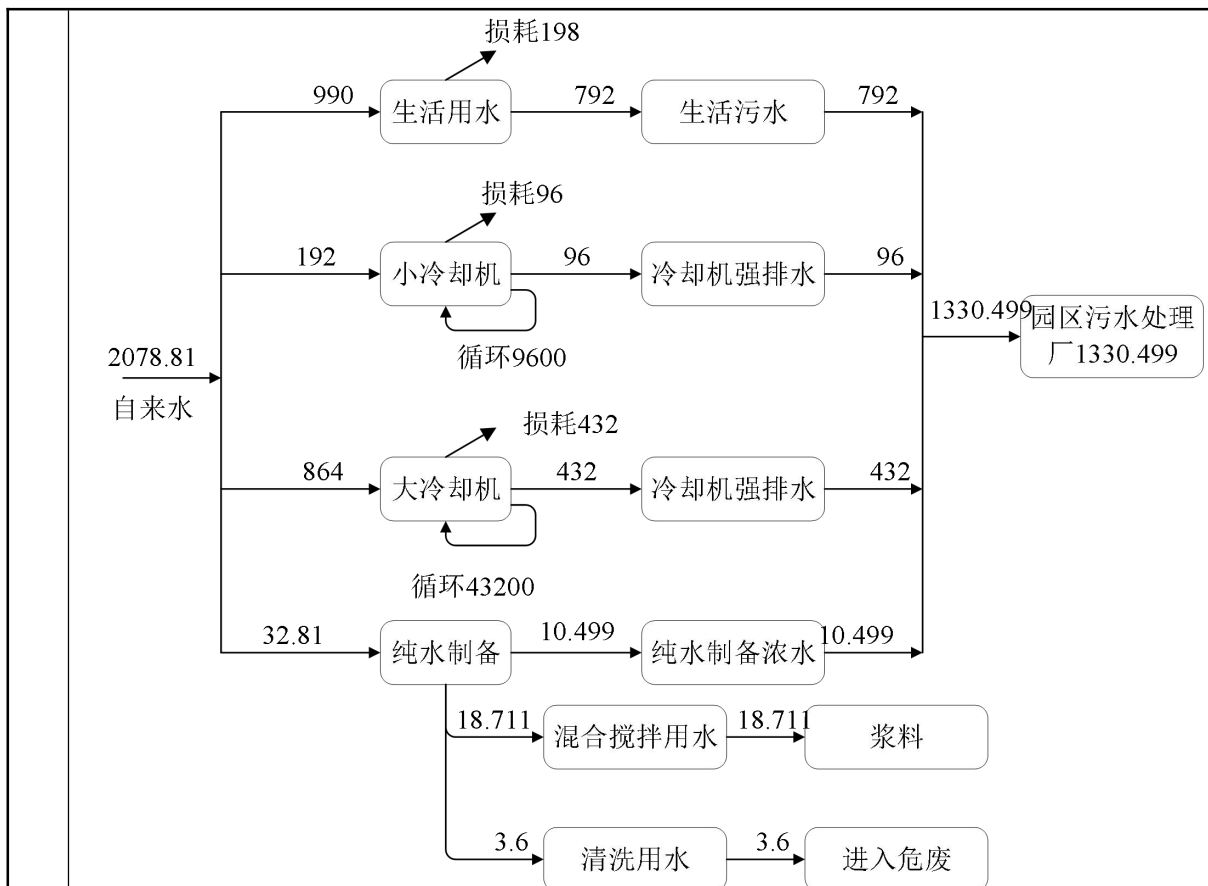 损耗198
990
生活用水
792
生活污水
792
损耗96
192
小冷却机
96
冷却机强排水
96
循环9600
1330.499
园区污水处理
厂1330.499
2078.81
自来水
损耗432
864
大冷却机
432
冷却机强排水
432
循环43200
32.81
纯水制备
10.499
纯水制备浓水
10.499
18.711
混合搅拌用水
18.711
浆料
3.6
清洗用水
3.6
进入危废